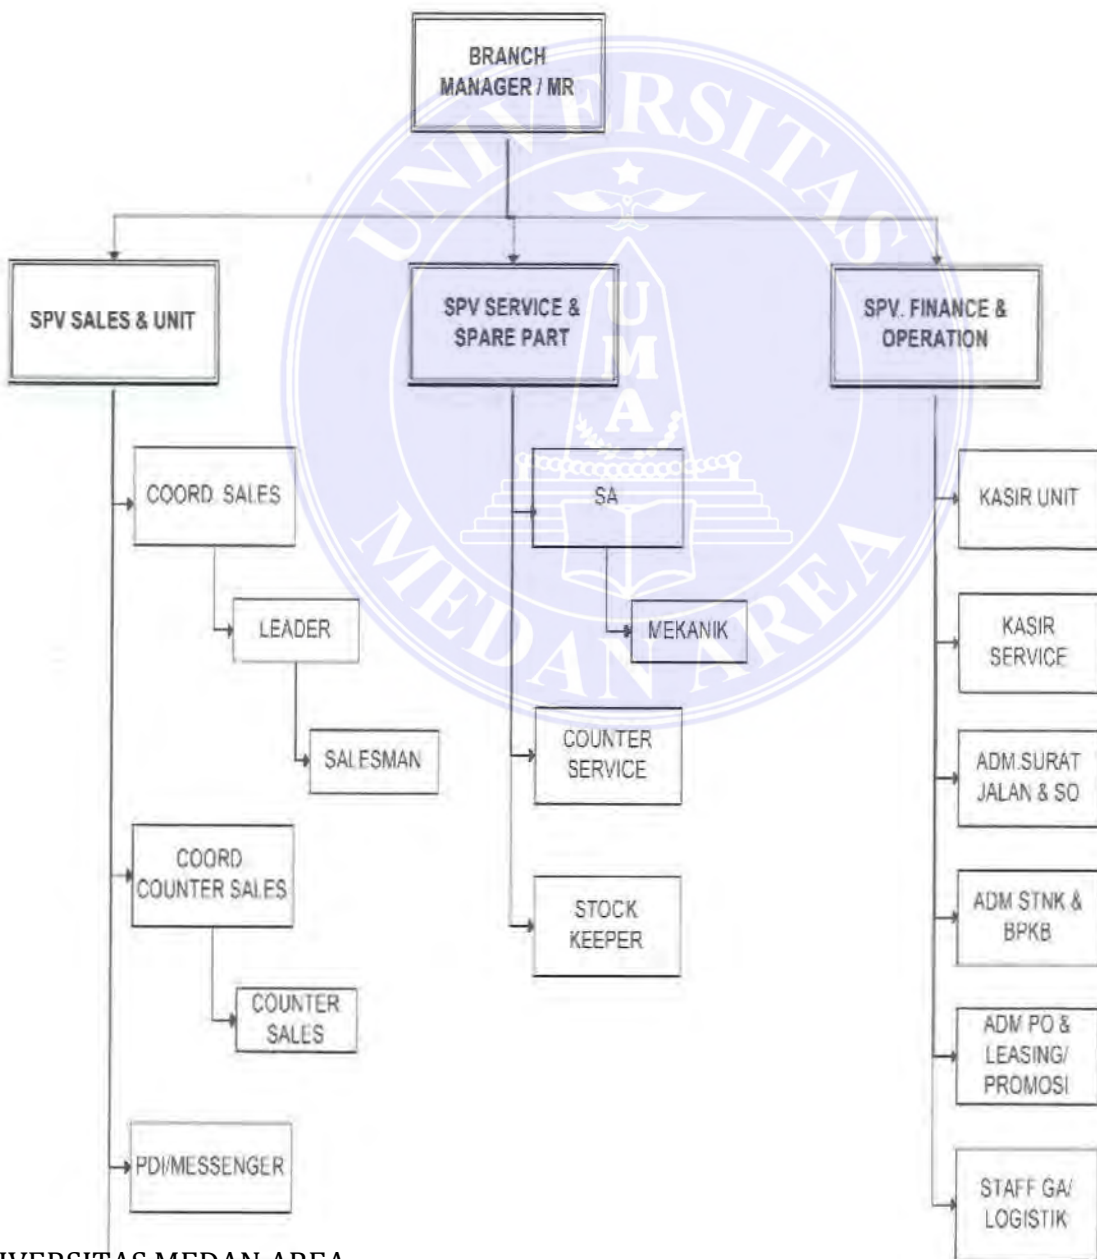 BRANCH
MANAGER / MR
UNIVERSITAS
MEDAN AREA
UMA
SPV SALES & UNIT
SPV SERVICE &
SPARE PART
SPV. FINANCE &
OPERATION
COORD. SALES
LEADER
SALESMAN
COORD
COUNTER SALES
COUNTER
SALES
PDI/MESSENGER
SA
MEKANIK
COUNTER
SERVICE
STOCK
KEEPER
KASIR UNIT
KASIR
SERVICE
ADM.SURAT
JALAN & SO
ADM STNK &
BPKB
ADM PO &
LEASING/
PROMOSI
STAFF GA/
LOGISTIK